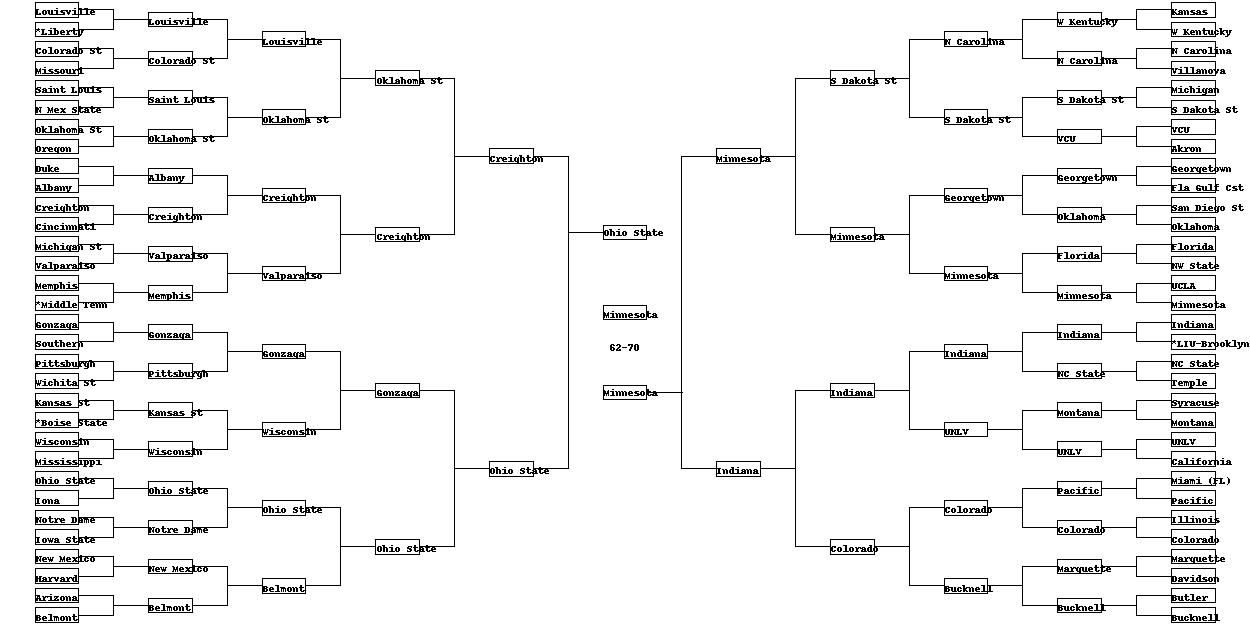 Louisville
*Liberty
Colorado St
Missouri
Saint Louis
N Mex State
Oklahoma St
Oregon
Duke
Albany
Creighton
Cincinnati
Michigan St
Valparaiso
Memphis
*Middle Tenn
Gonzaga
Southern
Pittsburgh
Wichita St
Kansas St
*Boise State
Wisconsin
Mississippi
Ohio State
Iona
Notre Dame
Iowa State
New Mexico
Harvard
Arizona
Belmont
Louisville
Colorado St
Saint Louis
Oklahoma St
Albany
Creighton
Valparaiso
Memphis
Gonzaga
Pittsburgh
Kansas St
Wisconsin
Ohio State
Notre Dame
New Mexico
Belmont
Louisville
Oklahoma St
Creighton
Valparaiso
Gonzaga
Wisconsin
Ohio State
Belmont
Oklahoma St
Creighton
Gonzaga
Ohio State
Creighton
Ohio State
Ohio State
Minnesota
62-70
Minnesota
Minnesota
Indiana
S Dakota St
Minnesota
Indiana
Colorado
N Carolina
S Dakota St
Georgetown
Minnesota
Indiana
UNLV
Colorado
Bucknell
W Kentucky
N Carolina
S Dakota St
VCU
Georgetown
Oklahoma
Florida
Minnesota
Indiana
NC State
Montana
UNLV
Pacific
Colorado
Marquette
Bucknell
Kansas
W Kentucky
N Carolina
Villanova
Michigan
S Dakota St
VCU
Akron
Georgetown
Fla Gulf Cst
San Diego St
Oklahoma
Florida
NW State
UCLA
Minnesota
Indiana
*LIU-Brooklyn
NC State
Temple
Syracuse
Montana
UNLV
California
Miami (FL)
Pacific
Illinois
Colorado
Marquette
Davidson
Butler
Bucknell